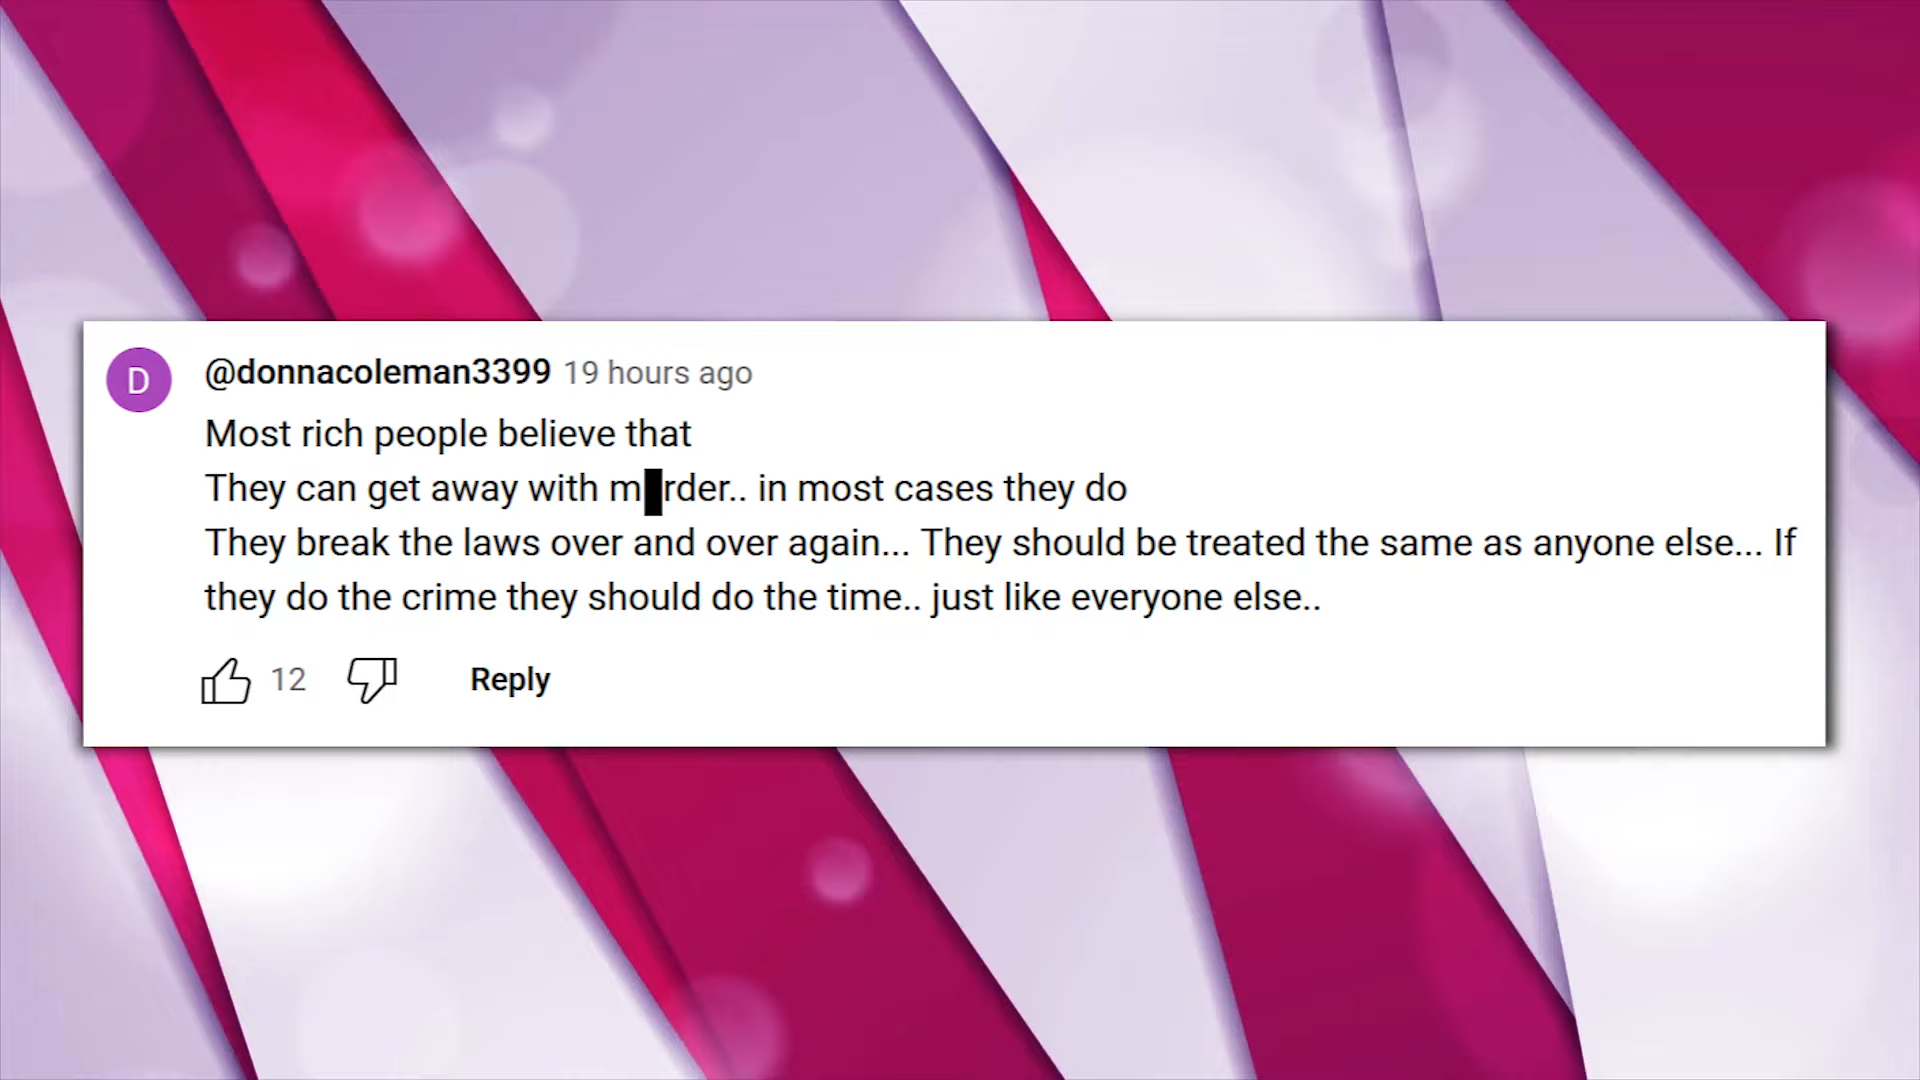 D
@donnacoleman3399 19 hours ago
Most rich people believe that
They can get away with m█rder.. in most cases they do
They break the laws over and over again... They should be treated the same as anyone else... If
they do the crime they should do the time.. just like everyone else..
12 Reply